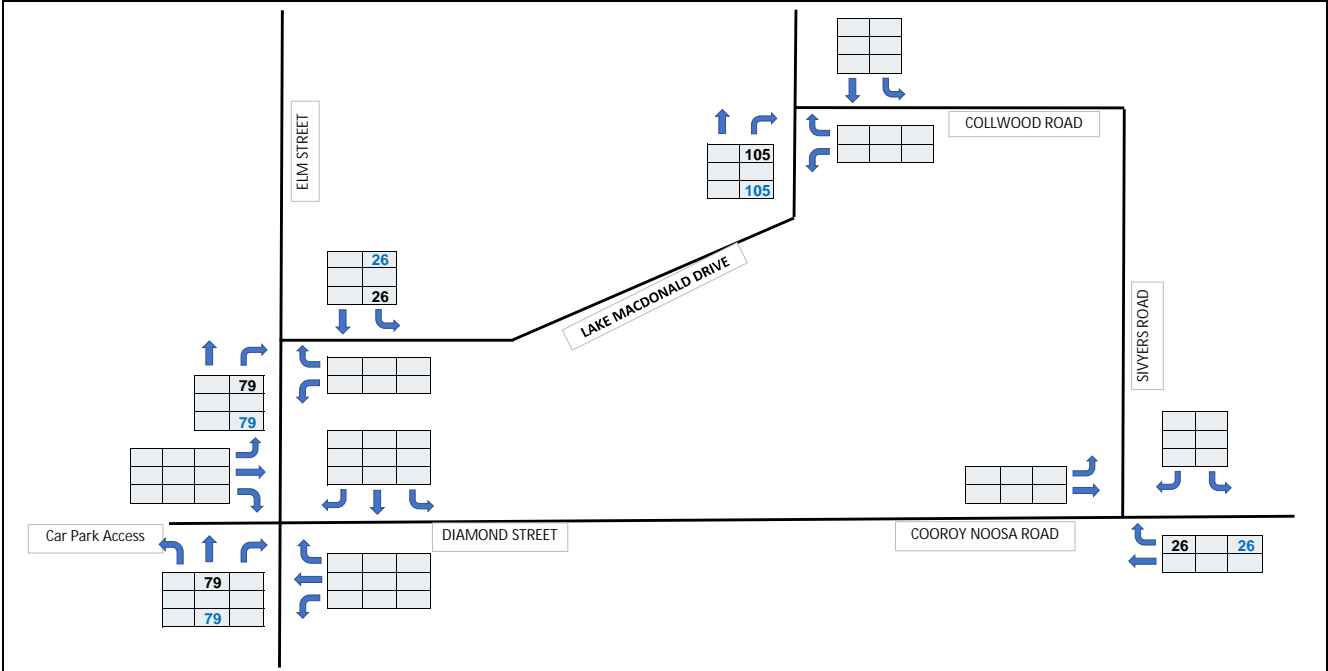 COLLWOOD ROAD
ELM STREET
105
105
26
26
LAKE MACDONALD DRIVE
SIVYERS ROAD
79
79
Car Park Access
DIAMOND STREET
COOROY NOOSA ROAD
26 26
79
79